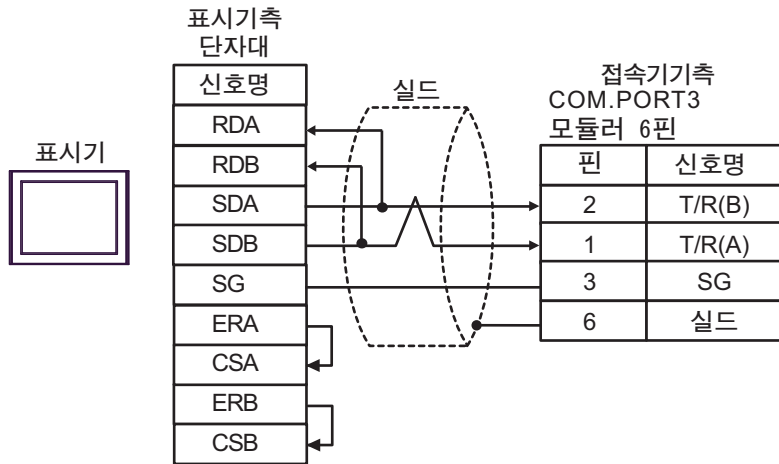 표시기
표시기측
단자대
신호명
RDA
RDB
SDA
SDB
SG
ERA
CSA
ERB
CSB
실드
접속기기측
COM.PORT3
모듈러 6핀
핀 신호명
2 T/R(B)
1 T/R(A)
3 SG
6 실드